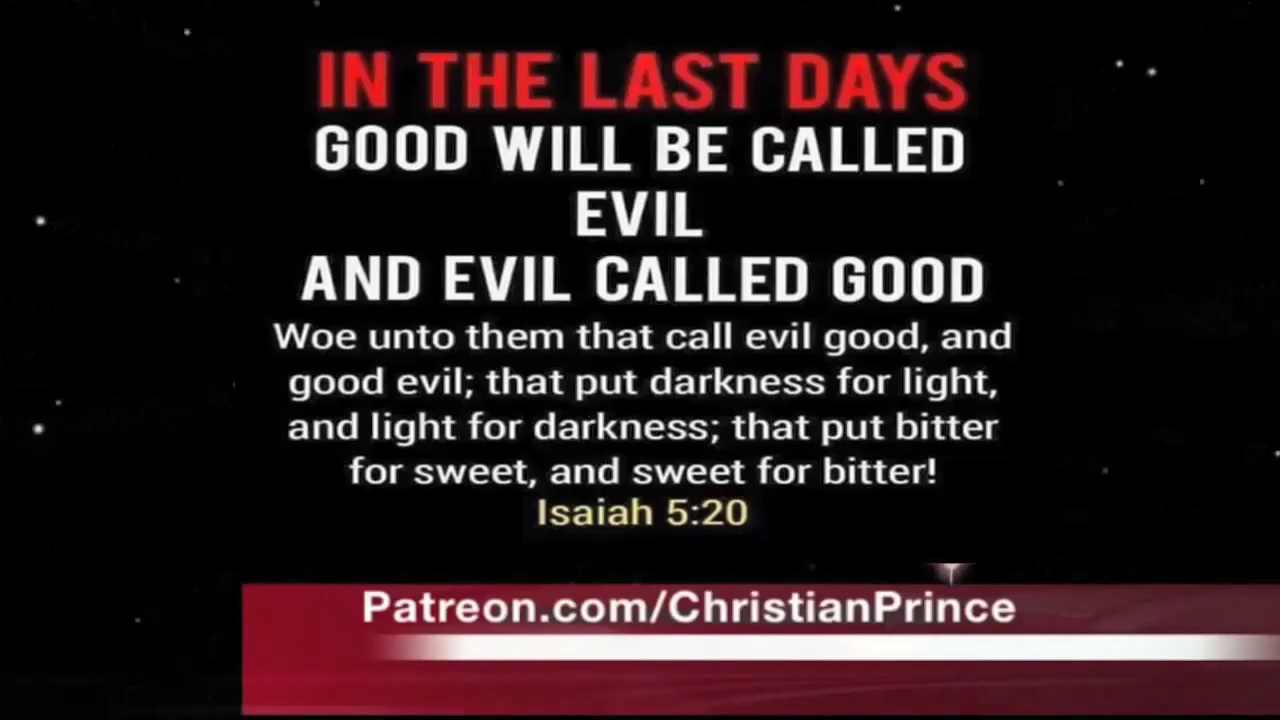 IN THE LAST DAYS
GOOD WILL BE CALLED
EVIL
AND EVIL CALLED GOOD
Woe unto them that call evil good, and
good evil; that put darkness for light,
and light for darkness; that put bitter
for sweet, and sweet for bitter!
Isaiah 5:20
Patreon.com/ChristianPrince